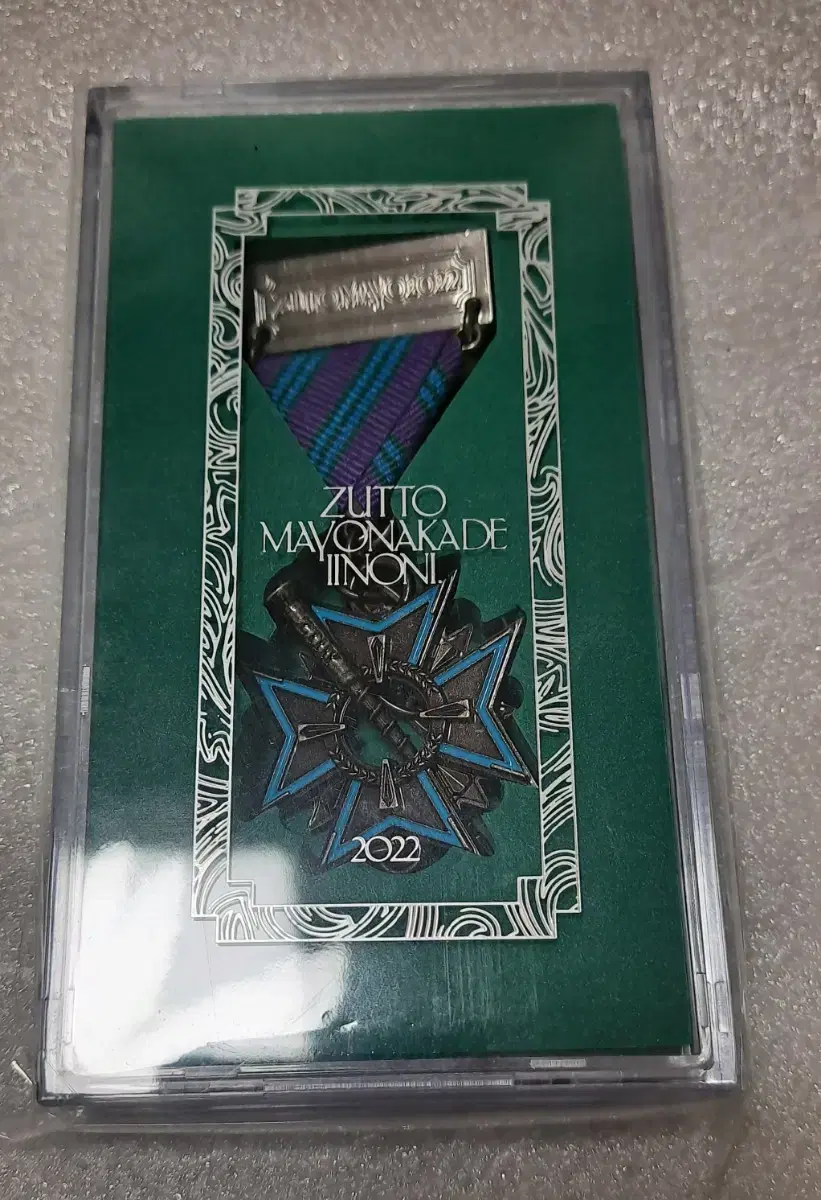 ZUTTO
MAYONAKADE
IINONI.
2022